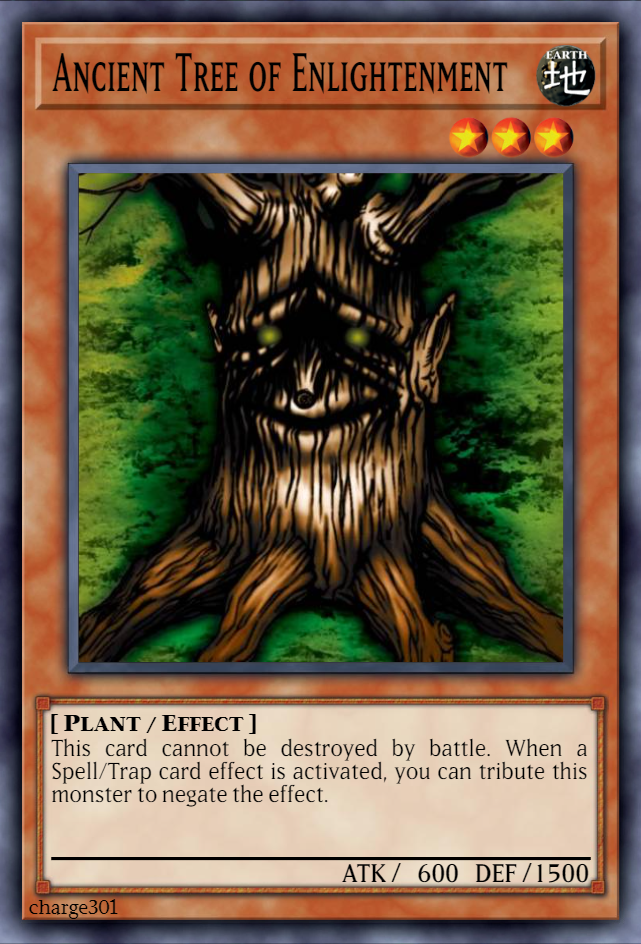 Ancient Tree of Enlightenment
EARTH
地
[ Plant / Effect ]
This card cannot be destroyed by battle. When a
Spell/Trap card effect is activated, you can tribute this
monster to negate the effect.
ATK / 600 DEF /1500
charge301